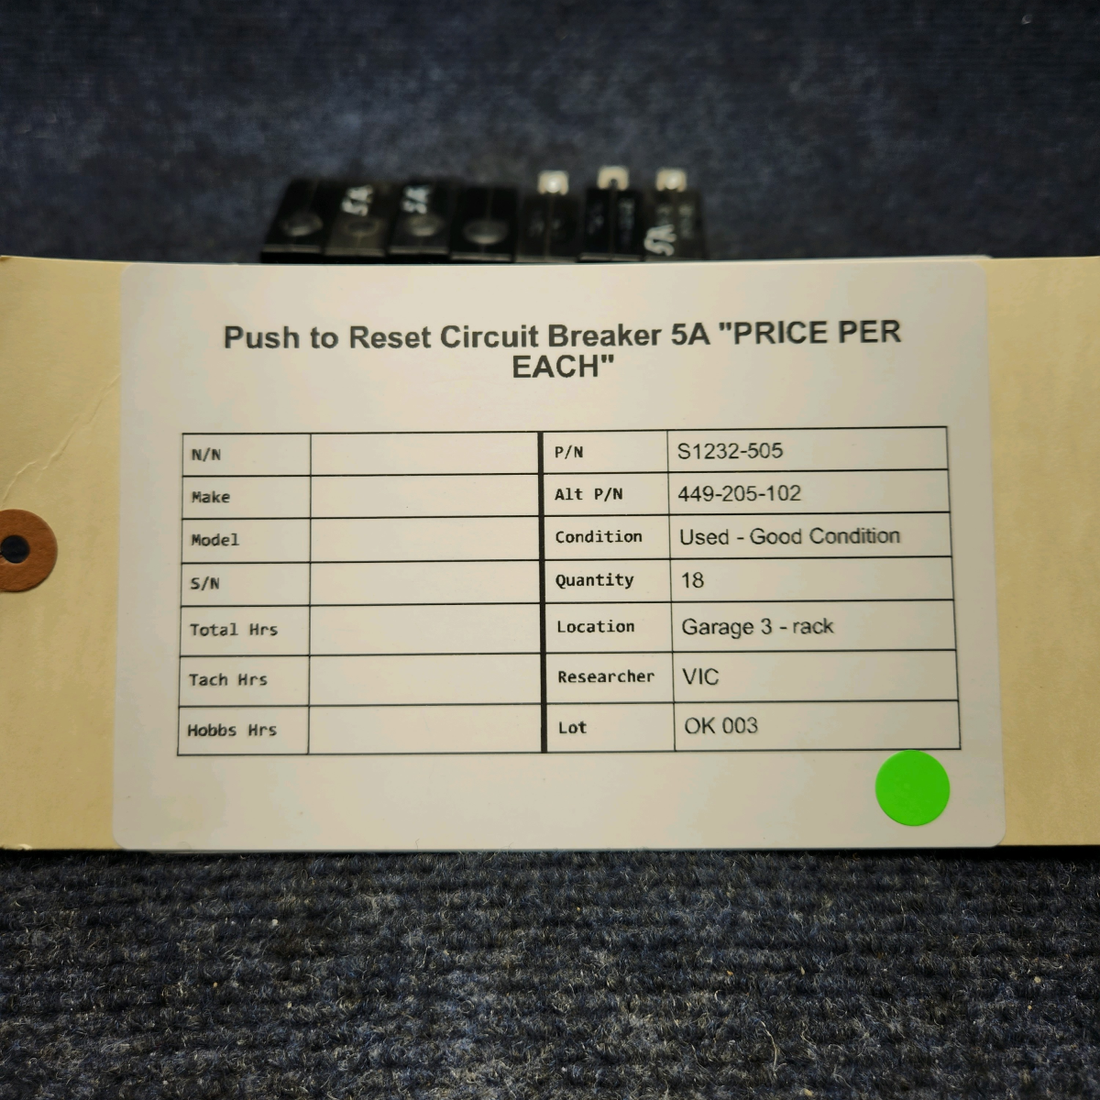 5A
5A
5A
Push to Reset Circuit Breaker 5A "PRICE PER
EACH"
N/N
P/N S1232-505
Make
Alt P/N 449-205-102
Model
Condition Used - Good Condition
S/N
Quantity 18
Total Hrs
Location Garage 3 - rack
Tach Hrs
Researcher VIC
Hobbs Hrs
Lot OK 003